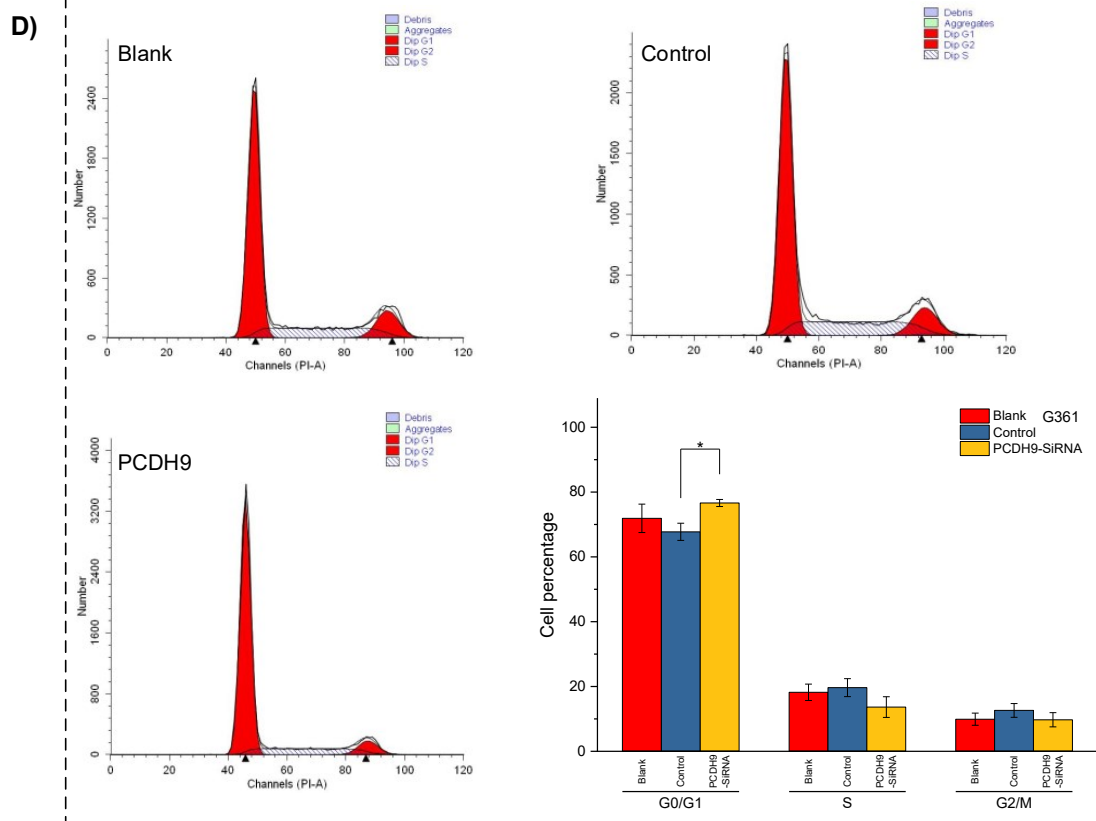 D)
Blank
Debris
Aggregates
Dip G1
Dip G2
Dip S
Number
2400
1800
1200
600
0
0 20 40 60 80 100 120
Channels (PI-A)
Control
Debris
Aggregates
Dip G1
Dip G2
Dip S
Number
2000
1500
1000
500
0
0 20 40 60 80 100 120
Channels (PI-A)
PCDH9
Debris
Aggregates
Dip G1
Dip G2
Dip S
Number
4000
3200
2400
1600
800
0
0 20 40 60 80 100 120
Channels (PI-A)
Blank G361
Control
PCDH9-SiRNA
*
Cell percentage
100
80
60
40
20
0
Blank Control PCDH9 -SiRNA Blank Control PCDH9 -SiRNA Blank Control PCDH9 -SiRNA
G0/G1 S G2/M